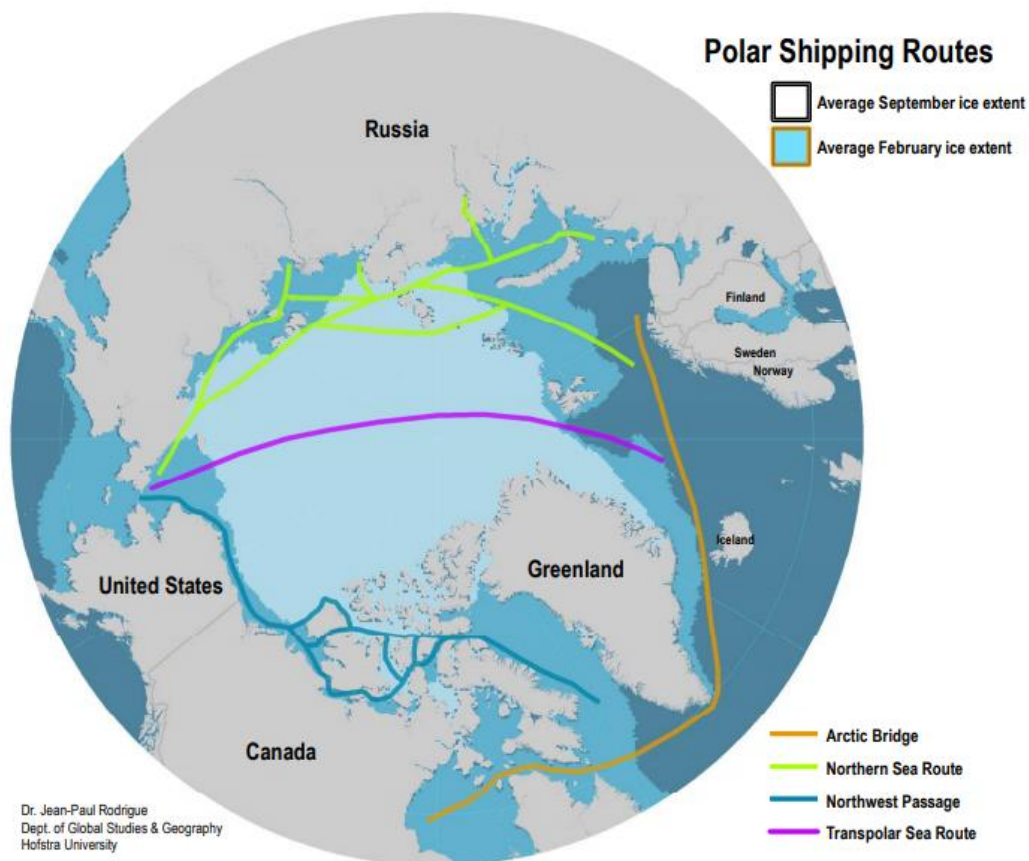 Polar Shipping Routes
Average September ice extent
Average February ice extent
Russia
Finland
Sweden
Norway
Iceland
Greenland
United States
Canada
Arctic Bridge
Northern Sea Route
Northwest Passage
Transpolar Sea Route
Dr. Jean-Paul Rodrigue
Dept. of Global Studies & Geography
Hofstra University